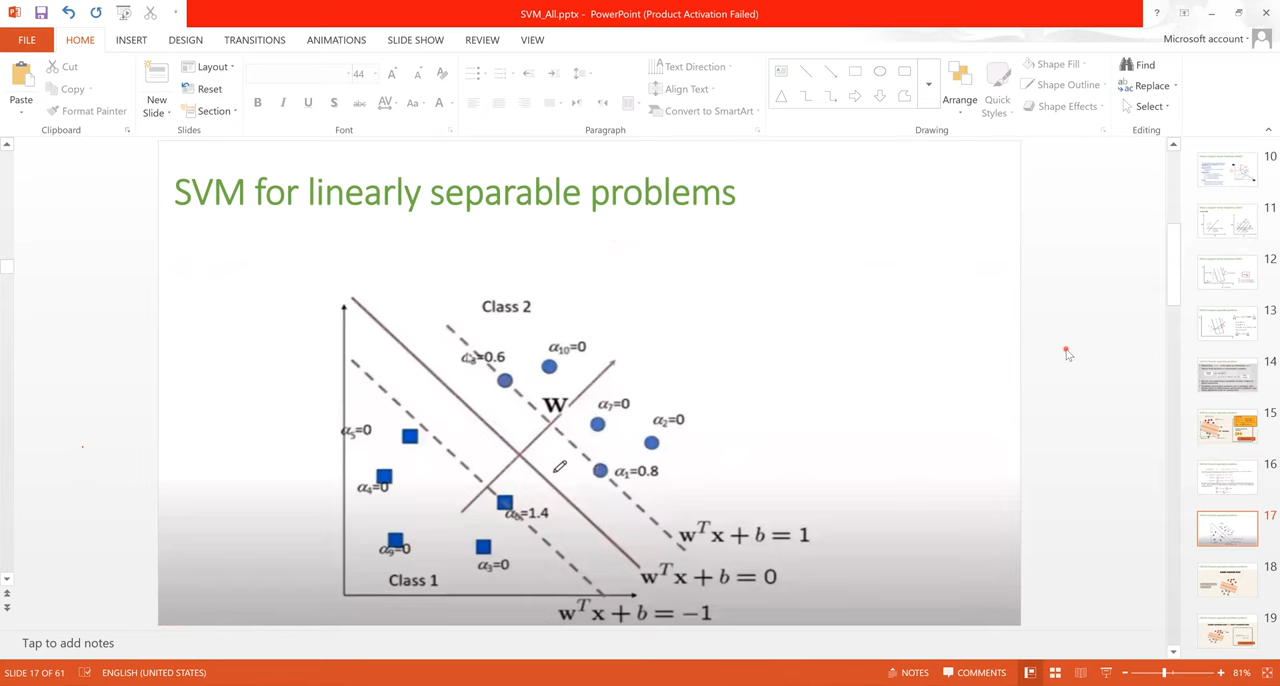 SVM_All.pptx - PowerPoint (Product Activation Failed)
FILE HOME INSERT DESIGN TRANSITIONS ANIMATIONS SLIDE SHOW REVIEW VIEW Microsoft account
Paste
Cut
Copy
Format Painter
Clipboard
New Slide
Layout
Reset
Section
Slides
44
Font
Text Direction
Align Text
Convert to SmartArt
Paragraph
Arrange
Quick Styles
Shape Fill
Shape Outline
Shape Effects
Drawing
Find
Replace
Select
Editing
SVM for linearly separable problems
Class 2
=0.6
α10=0
W
α7=0
α2=0
α5=0
α1=0.8
α4=0
α6=1.4
=0
α3=0
Class 1
w^T x + b = 1
w^T x + b = 0
w^T x + b = −1
10
11
12
13
14
15
16
17
18
19
Tap to add notes
SLIDE 17 OF 61 ENGLISH (UNITED STATES) NOTES COMMENTS 81%